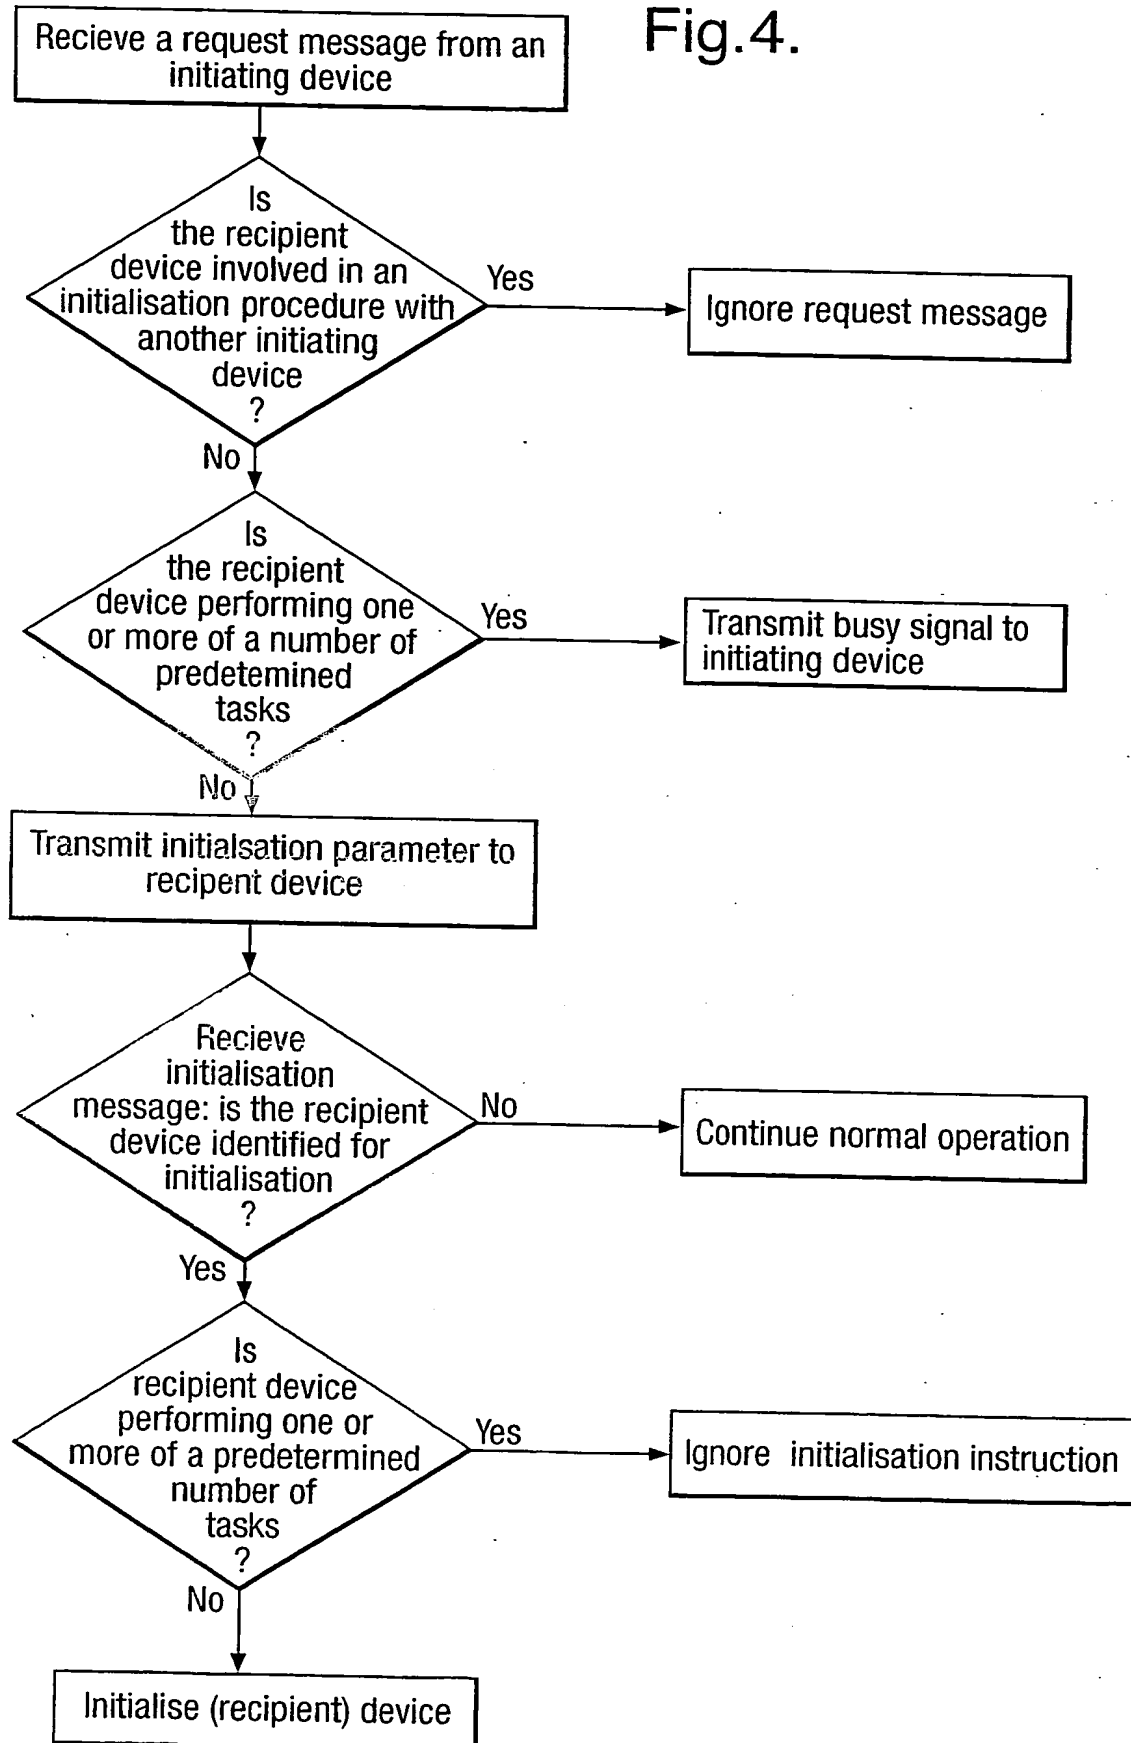 Fig.4.
Recieve a request message from an
initiating device
Is
the recipient
device involved in an
initialisation procedure with
another initiating
device
?
Yes
Ignore request message
No
Is
the recipient
device performing one
or more of a number of
predetemined
tasks
?
Yes
Transmit busy signal to
initiating device
No
Transmit initialsation parameter to
recipent device
Recieve
initialisation
message: is the recipient
device identified for
initialisation
?
No
Continue normal operation
Yes
Is
recipient device
performing one or
more of a predetermined
number of
tasks
?
Yes
Ignore initialisation instruction
No
Initialise (recipient) device